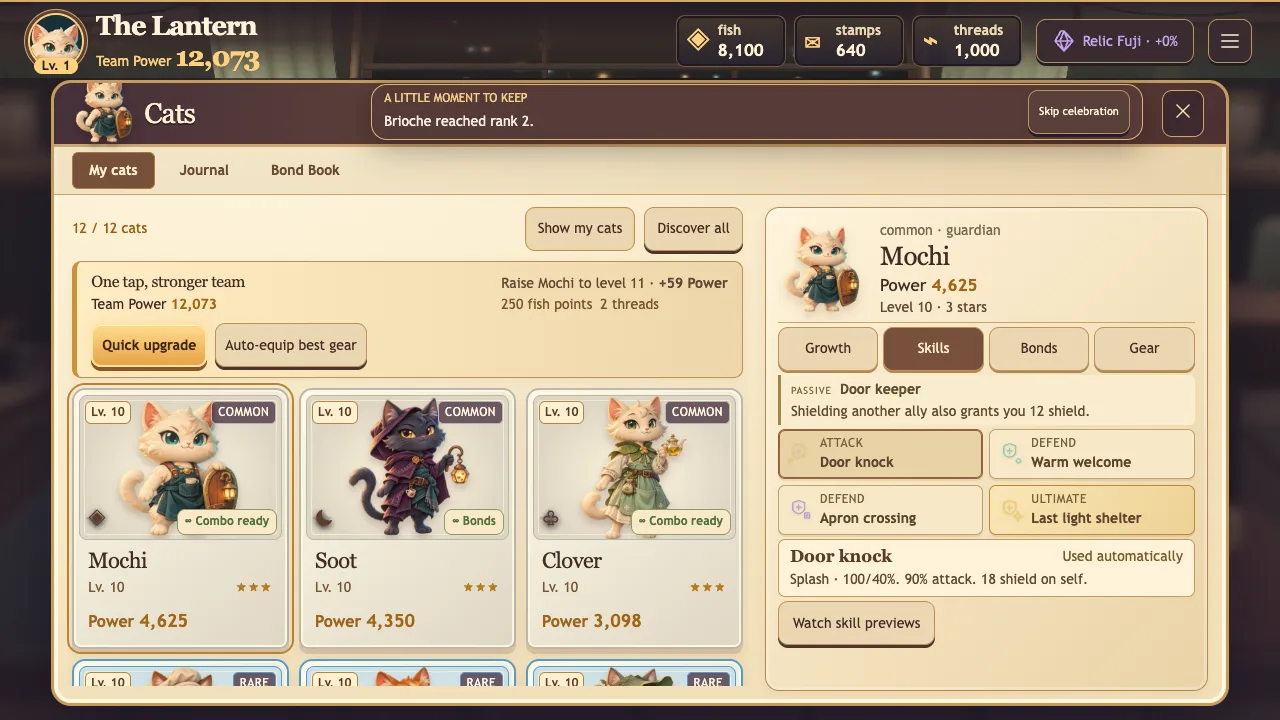 The Lantern
Lv. 1
Team Power 12,073
fish
8,100
stamps
640
threads
1,000
Relic Fuji · +0%
Cats
A LITTLE MOMENT TO KEEP
Brioche reached rank 2.
Skip celebration
My cats
Journal
Bond Book
12 / 12 cats
Show my cats
Discover all
One tap, stronger team
Team Power 12,073
Raise Mochi to level 11 · +59 Power
250 fish points 2 threads
Quick upgrade
Auto-equip best gear
Lv. 10
COMMON
∞ Combo ready
Mochi
Lv. 10
★★★
Power 4,625
Lv. 10
COMMON
∞ Bonds
Soot
Lv. 10
★★★
Power 4,350
Lv. 10
COMMON
∞ Combo ready
Clover
Lv. 10
★★★
Power 3,098
Lv. 10
RARE
Lv. 10
RARE
Lv. 10
RARE
common · guardian
Mochi
Power 4,625
Level 10 · 3 stars
Growth
Skills
Bonds
Gear
PASSIVE Door keeper
Shielding another ally also grants you 12 shield.
ATTACK
Door knock
DEFEND
Warm welcome
DEFEND
Apron crossing
ULTIMATE
Last light shelter
Door knock
Used automatically
Splash · 100/40%. 90% attack. 18 shield on self.
Watch skill previews